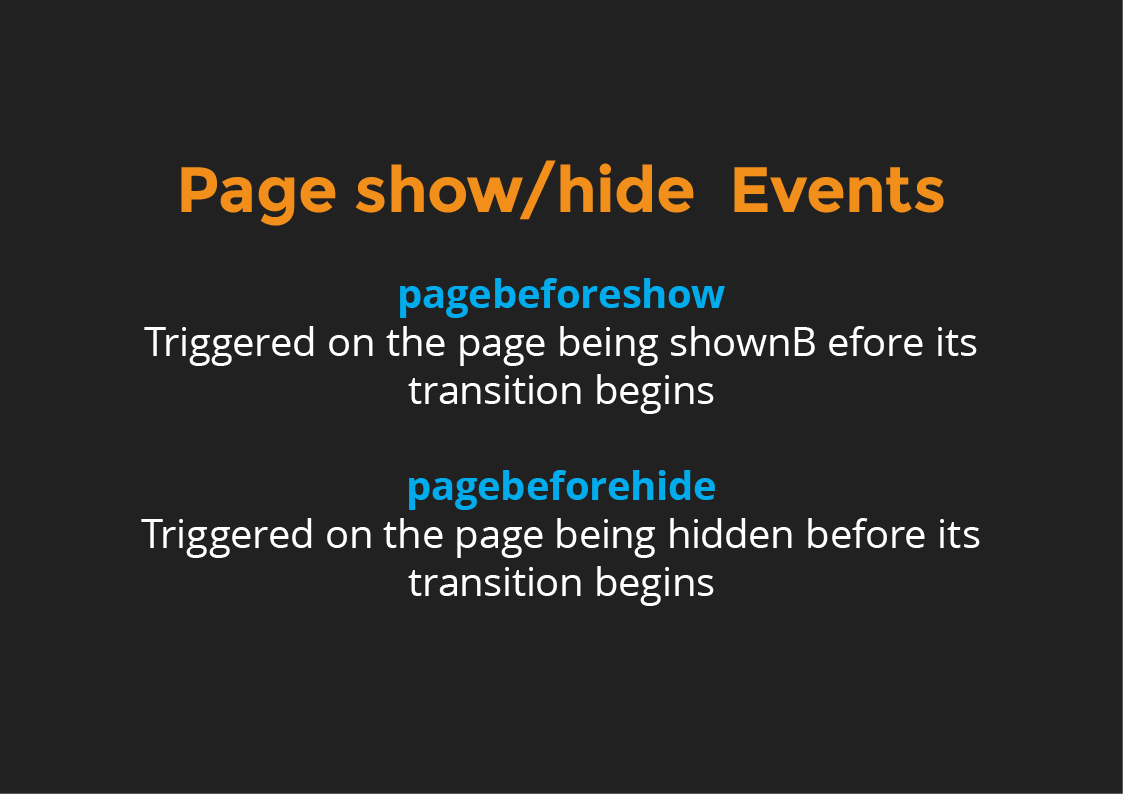 Page show/hide  Events
pagebeforeshow
Triggered on the page being shownB efore its
transition begins
pagebeforehide
Triggered on the page being hidden before its
transition begins